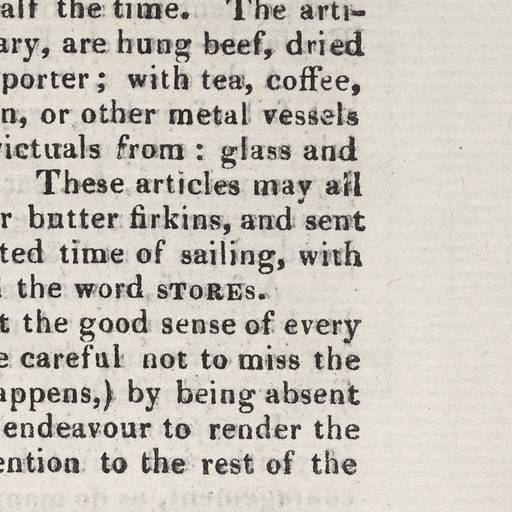 alf the time. The arti-
ary, are hung beef, dried
porter; with tea, coffee,
n, or other metal vessels
victuals from: glass and
These articles may all
r butter firkins, and sent
ted time of sailing, with
the word STORES.
t the good sense of every
e careful not to miss the
appens,) by being absent
endeavour to render the
ention to the rest of the